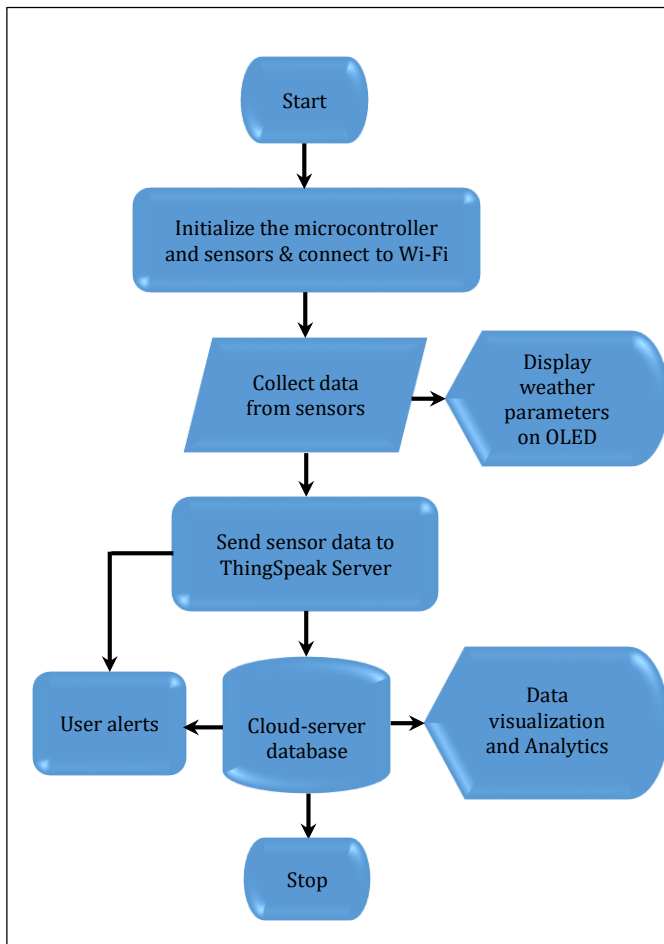 Start
Initialize the microcontroller
and sensors & connect to Wi-Fi
Collect data
from sensors
Display
weather
parameters
on OLED
Send sensor data to
ThingSpeak Server
User alerts
Cloud-server
database
Data
visualization
and Analytics
Stop